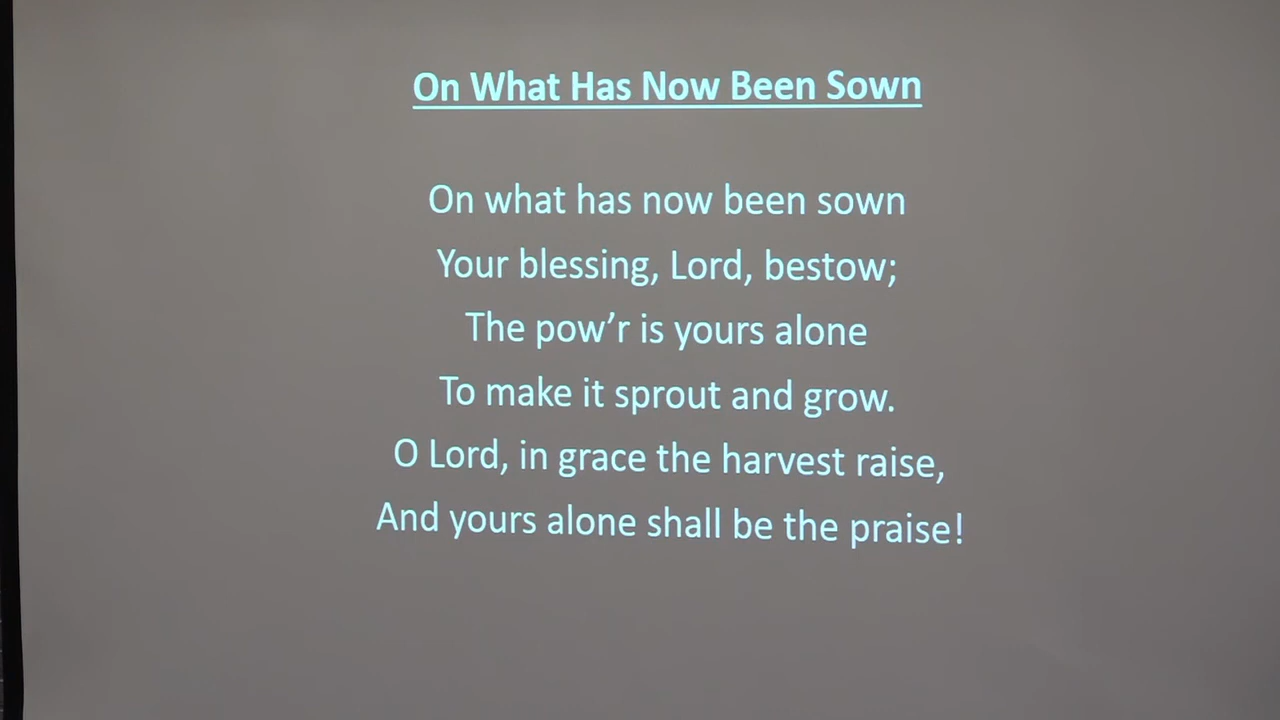 On What Has Now Been Sown
On what has now been sown
Your blessing, Lord, bestow;
The pow’r is yours alone
To make it sprout and grow.
O Lord, in grace the harvest raise,
And yours alone shall be the praise!